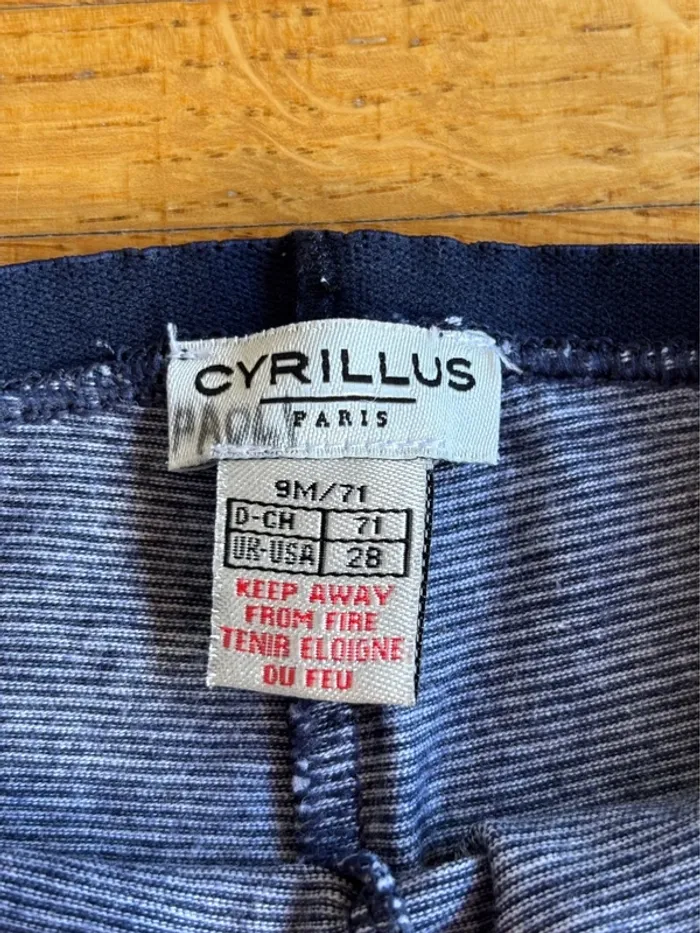 CYRILLUS
PARIS
9M/71
D-CH 71
UK-USA 28
KEEP AWAY
FROM FIRE
TENIR ELOIGNE
DU FEU